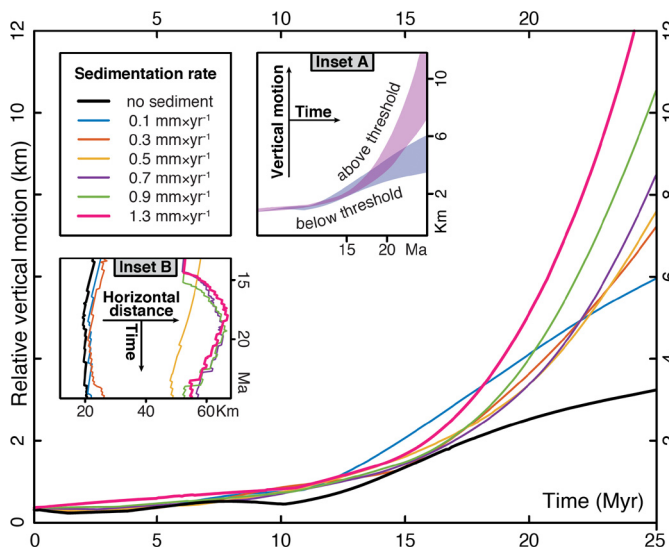 5 10 15 20
12 12
10 10
8 8
6 6
4 4
2 2
0
0 5 10 15 20 25
Relative vertical motion (km)
Time (Myr)
Sedimentation rate
no sediment
0.1 mm×yr⁻¹
0.3 mm×yr⁻¹
0.5 mm×yr⁻¹
0.7 mm×yr⁻¹
0.9 mm×yr⁻¹
1.3 mm×yr⁻¹
Inset A
Vertical motion
Time
above threshold
below threshold
10
6
2
Km
15 20 Ma
Inset B
Horizontal
distance
Time
15
20
Ma
20 40 60Km